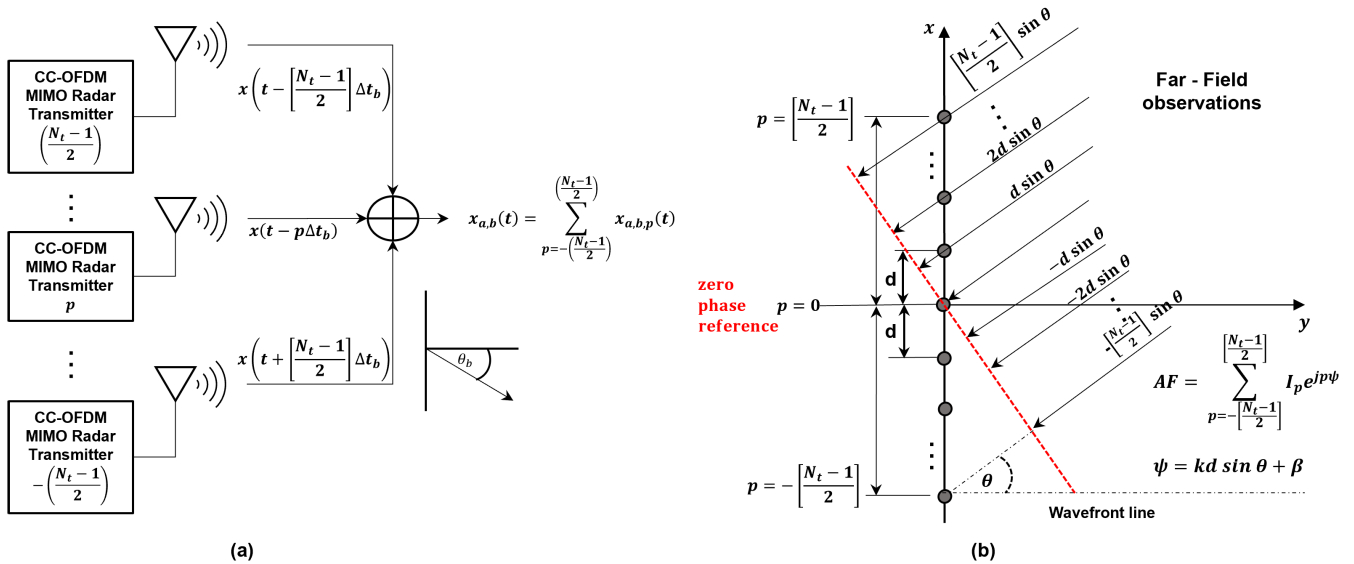 CC-OFDM
MIMO Radar
Transmitter
(N_t − 1 / 2)
x(t − [N_t − 1 / 2] Δt_b)
⋮
CC-OFDM
MIMO Radar
Transmitter
p
x(t − pΔt_b)
x_{a,b}(t) = ∑_{p=−(N_t−1 / 2)}^{(N_t−1 / 2)} x_{a,b,p}(t)
⋮
CC-OFDM
MIMO Radar
Transmitter
−(N_t − 1 / 2)
x(t + [N_t − 1 / 2] Δt_b)
θ_b
(a)
x
[N_t − 1 / 2] sin θ
⋮
2d sin θ
d sin θ
Far - Field
observations
p = [N_t − 1 / 2]
⋮
d
zero
phase
reference
p = 0
y
d
−d sin θ
−2d sin θ
⋮
-[N_t−1 / 2] sin θ
AF = ∑_{p=−[N_t−1 / 2]}^{[N_t−1 / 2]} I_p e^{jpψ}
ψ = kd sin θ + β
⋮
p = − [N_t − 1 / 2]
θ
Wavefront line
(b)